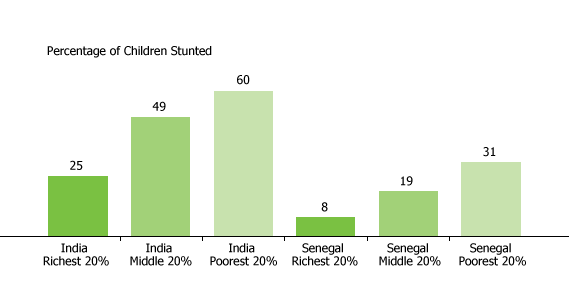 Percentage of Children Stunted
60
49
31
25
19
8
India
Richest 20%
India
Middle 20%
India
Poorest 20%
Senegal
Richest 20%
Senegal
Middle 20%
Senegal
Poorest 20%